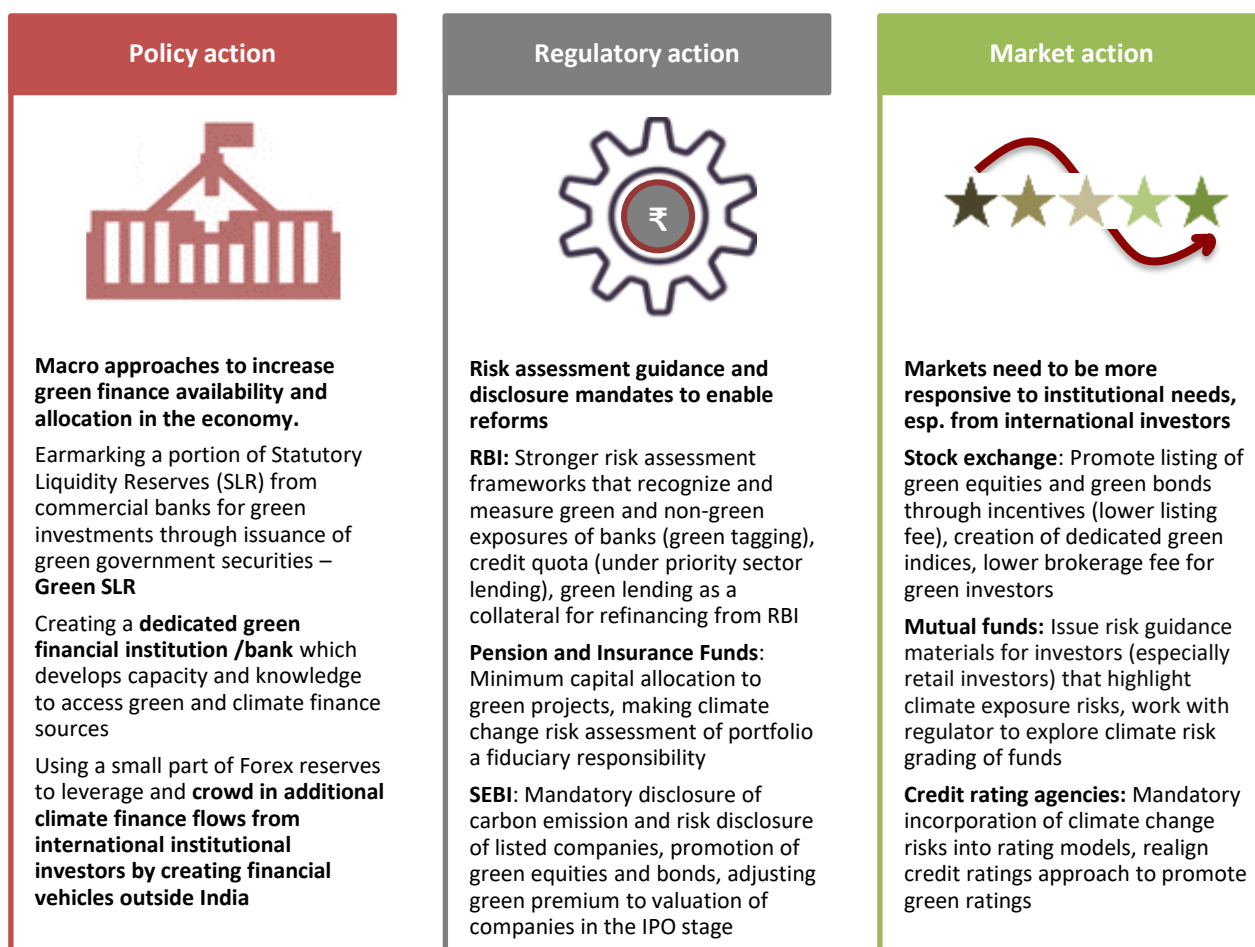 Policy action
Macro approaches to increase
green finance availability and
allocation in the economy.
Earmarking a portion of Statutory
Liquidity Reserves (SLR) from
commercial banks for green
investments through issuance of
green government securities –
Green SLR
Creating a dedicated green
financial institution /bank which
develops capacity and knowledge
to access green and climate finance
sources
Using a small part of Forex reserves
to leverage and crowd in additional
climate finance flows from
international institutional
investors by creating financial
vehicles outside India
Regulatory action
₹
Risk assessment guidance and
disclosure mandates to enable
reforms
RBI: Stronger risk assessment
frameworks that recognize and
measure green and non-green
exposures of banks (green tagging),
credit quota (under priority sector
lending), green lending as a
collateral for refinancing from RBI
Pension and Insurance Funds:
Minimum capital allocation to
green projects, making climate
change risk assessment of portfolio
a fiduciary responsibility
SEBI: Mandatory disclosure of
carbon emission and risk disclosure
of listed companies, promotion of
green equities and bonds, adjusting
green premium to valuation of
companies in the IPO stage
Market action
Markets need to be more
responsive to institutional needs,
esp. from international investors
Stock exchange: Promote listing of
green equities and green bonds
through incentives (lower listing
fee), creation of dedicated green
indices, lower brokerage fee for
green investors
Mutual funds: Issue risk guidance
materials for investors (especially
retail investors) that highlight
climate exposure risks, work with
regulator to explore climate risk
grading of funds
Credit rating agencies: Mandatory
incorporation of climate change
risks into rating models, realign
credit ratings approach to promote
green ratings